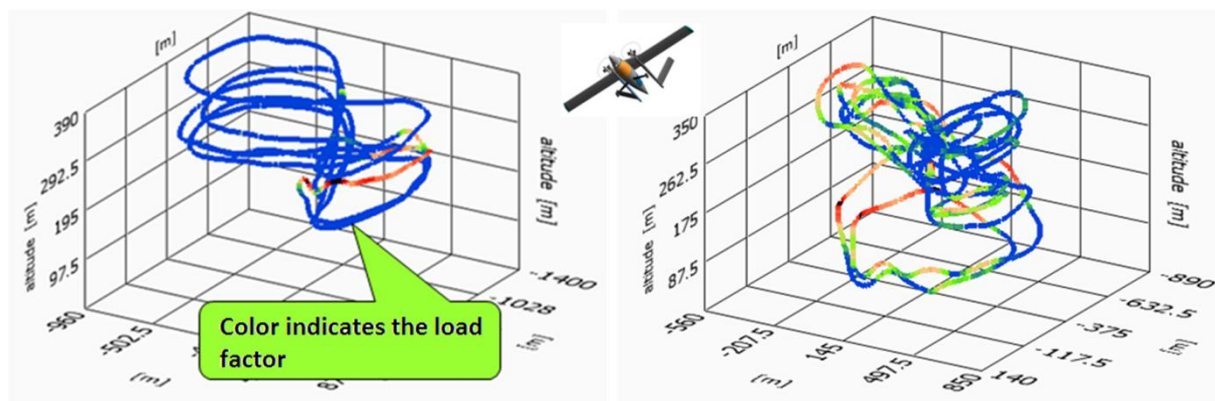 [m]
390
292.5
195
97.5
altitude [m]
altitude [m]
-960
-502.5
[m]
-1400
-1028
[m]
Color indicates the load
factor
[m]
350
262.5
175
87.5
altitude [m]
altitude [m]
-560
-207.5
145
497.5
850
[m]
-890
-632.5
-375
-117.5
140
[m]